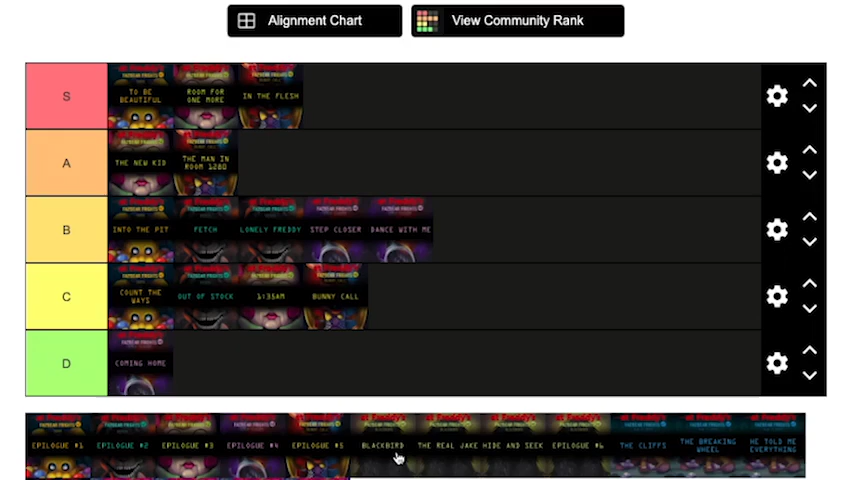 Alignment Chart
View Community Rank
S
TO BE
BEAUTIFUL
ROOM FOR
ONE MORE
IN THE FLESH
A
THE NEW KID
THE MAN IN
ROOM 1280
B
INTO THE PIT
FETCH
LONELY FREDDY
STEP CLOSER
DANCE WITH ME
C
COUNT THE
WAYS
OUT OF STOCK
1:35AM
BUNNY CALL
D
COMING HOME
EPILOGUE #1
EPILOGUE #2
EPILOGUE #3
EPILOGUE #4
EPILOGUE #5
BLACKBIRD
THE REAL JAKE
HIDE AND SEEK
EPILOGUE #6
THE CLIFFS
THE BREAKING
WHEEL
HE TOLD ME
EVERYTHING